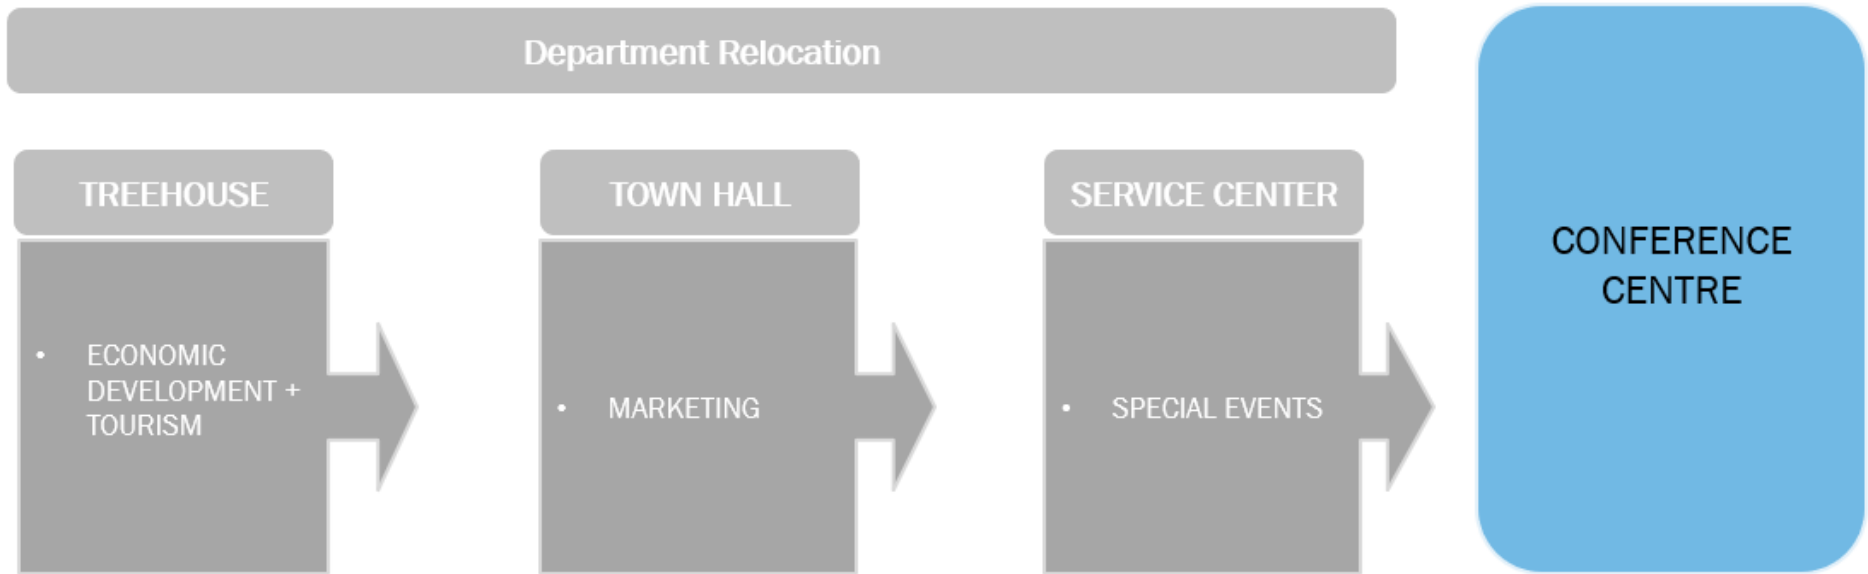 Department Relocation
TREEHOUSE
TOWN HALL
SERVICE CENTER
• ECONOMIC
DEVELOPMENT +
TOURISM
• MARKETING
• SPECIAL EVENTS
CONFERENCE
CENTRE